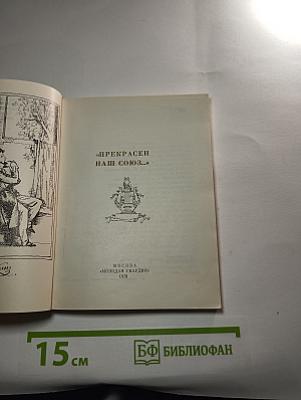 «ПРЕКРАСЕН
НАШ СОЮЗ...»
МОСКВА
«МОЛОДАЯ ГВАРДИЯ»
15 см
БФ БИБЛИОФАН